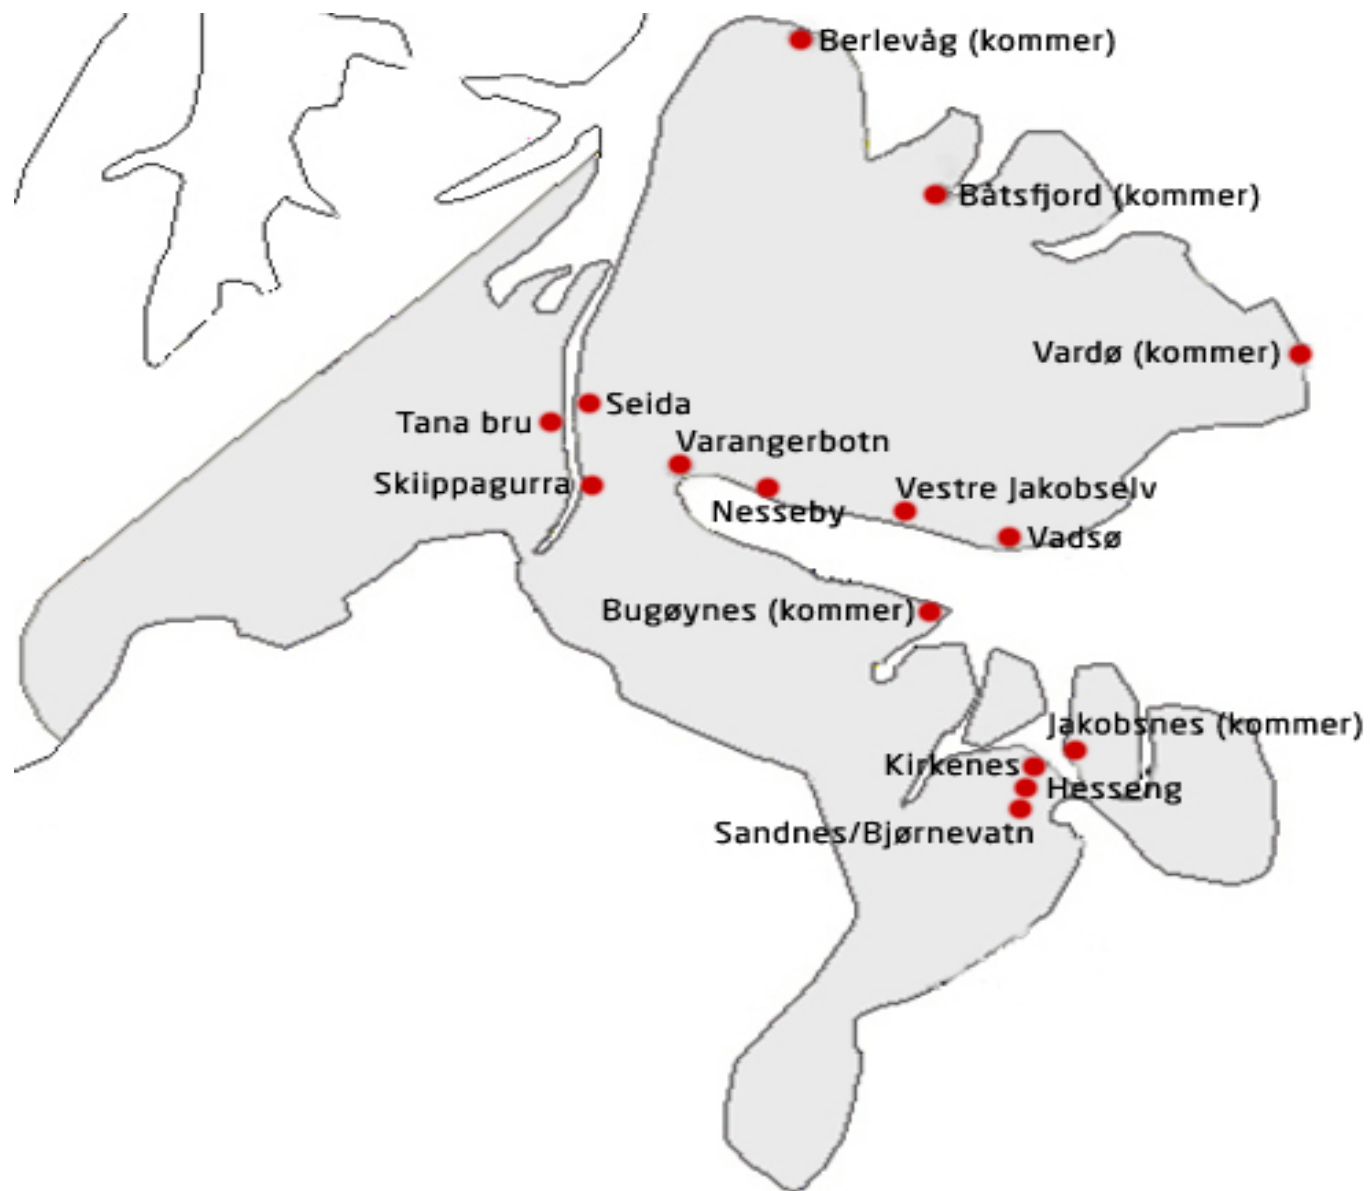 Berlevåg (kommer)
Båtsfjord (kommer)
Vardø (kommer)
Seida
Tana bru
Varangerbotn
Skiippagurra
Vestre Jakobselv
Nesseby
Vadsø
Bugøynes (kommer)
Jakobsnes (kommer)
Kirkenes
Hesseng
Sandnes/Bjørnevatn